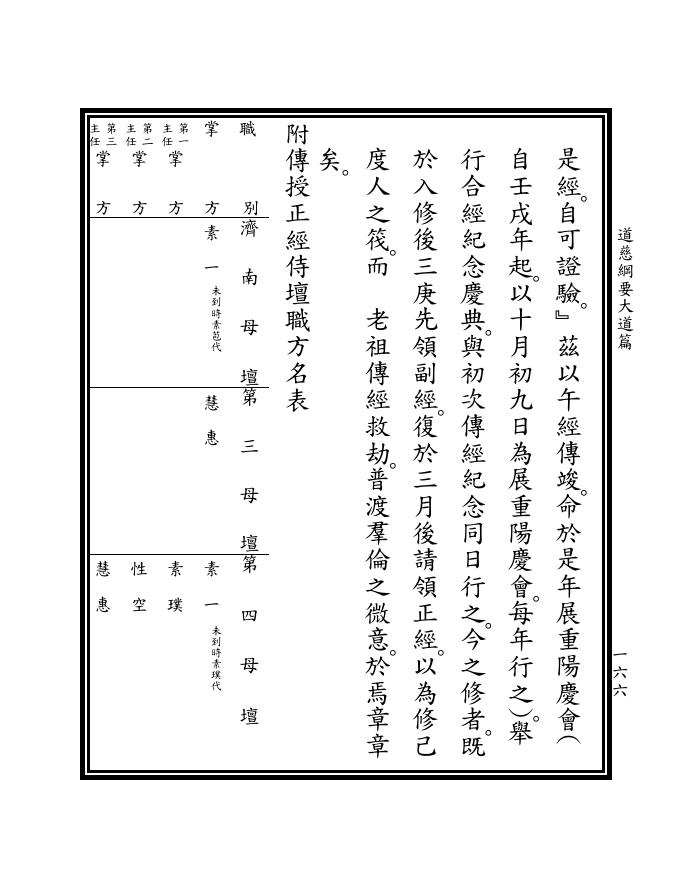 道慈綱要大道篇
一六六
是經。自可證驗。』茲以午經傳竣。命於是年展重陽慶會(
自壬戌年起。以十月初九日為展重陽慶會。每年行之)。舉
行合經紀念慶典。與初次傳經紀念同日行之。今之修者。既
於入修後三庚先領副經。復於三月後請領正經。以為修己
度人之筏。而　老祖傳經救劫。普渡羣倫之微意。於焉章章
矣。
附傳授正經侍壇職方名表
職別　濟南母壇　第三母壇　第四母壇
掌方　素一未到時素芭代　慧惠　素一未到時素璞代
第一主任掌方　素璞
第二主任掌方　性空
第三主任掌方　慧惠